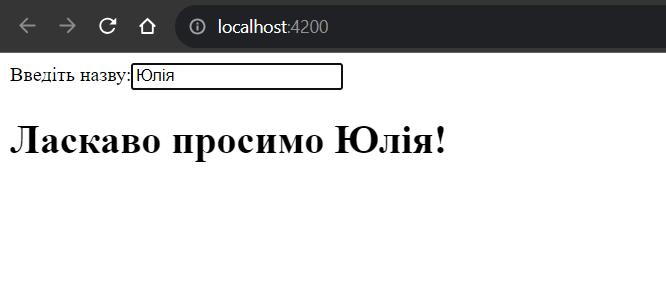 localhost:4200
Введіть назву: Юлія
Ласкаво просимо Юлія!